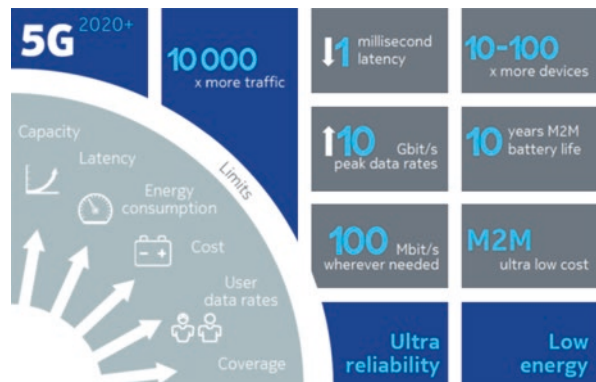 5G 2020+
10 000
x more traffic
Capacity
Latency
Energy
consumption
Cost
User
data rates
Coverage
Limits
1 millisecond
latency
10-100
x more devices
10 Gbit/s
peak data rates
10 years M2M
battery life
100 Mbit/s
wherever needed
M2M
ultra low cost
Ultra
reliability
Low
energy